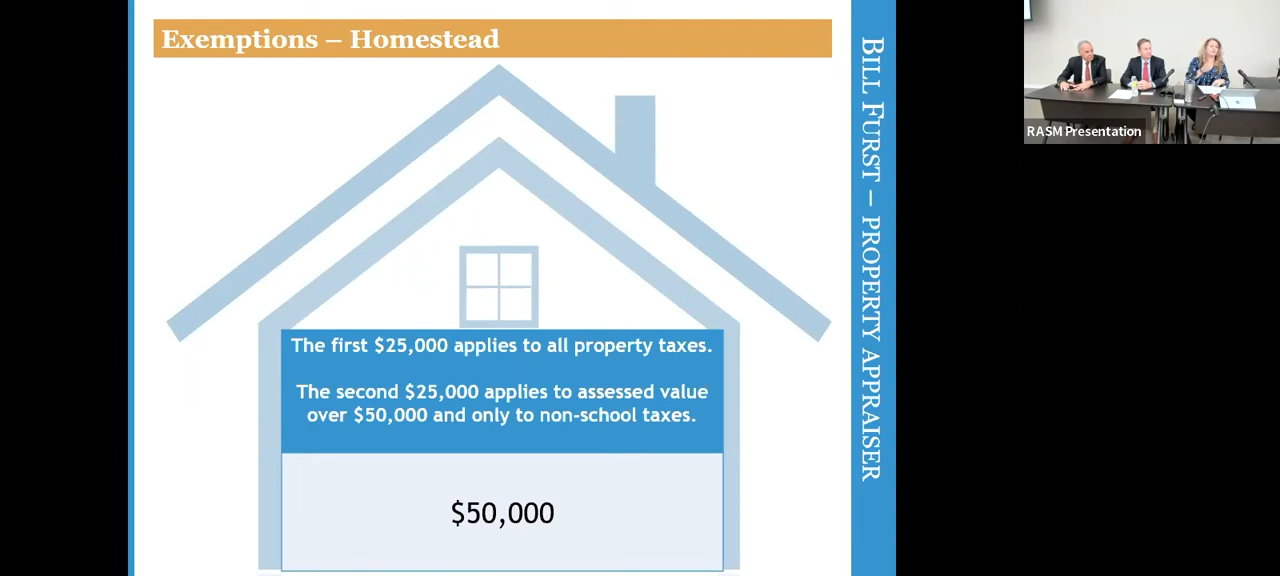 Exemptions – Homestead
The first $25,000 applies to all property taxes.
The second $25,000 applies to assessed value
over $50,000 and only to non-school taxes.
$50,000
BILL FURST – PROPERTY APPRAISER
RASM Presentation